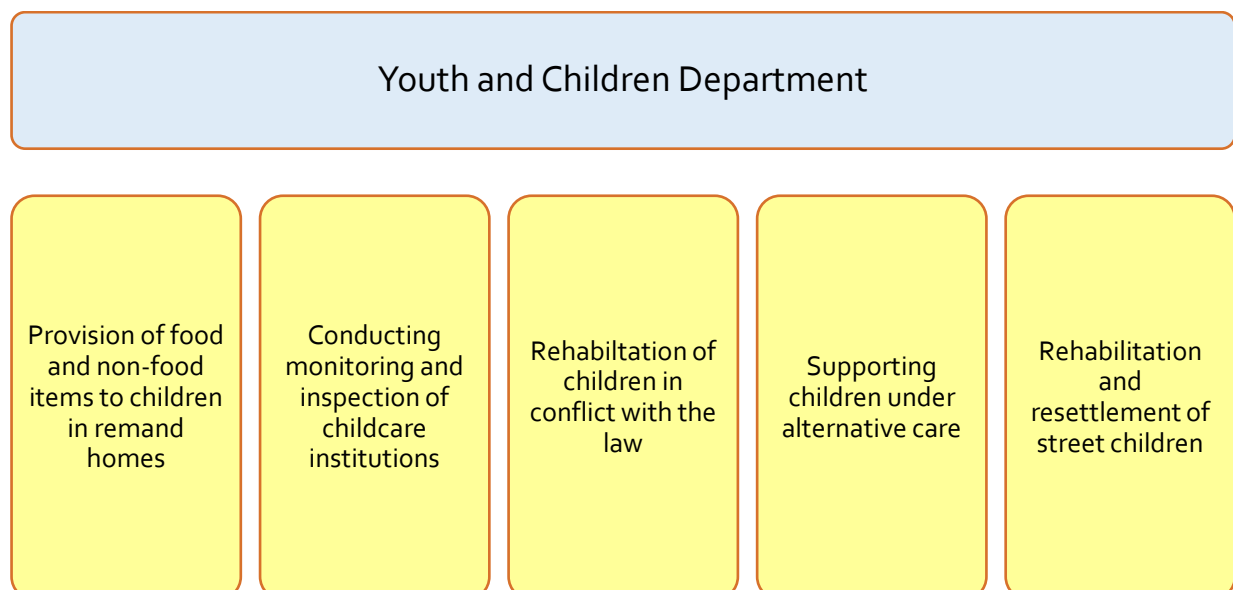 Youth and Children Department
Provision of food
and non-food
items to children
in remand
homes
Conducting
monitoring and
inspection of
childcare
institutions
Rehabiltation of
children in
conflict with the
law
Supporting
children under
alternative care
Rehabilitation
and
resettlement of
street children